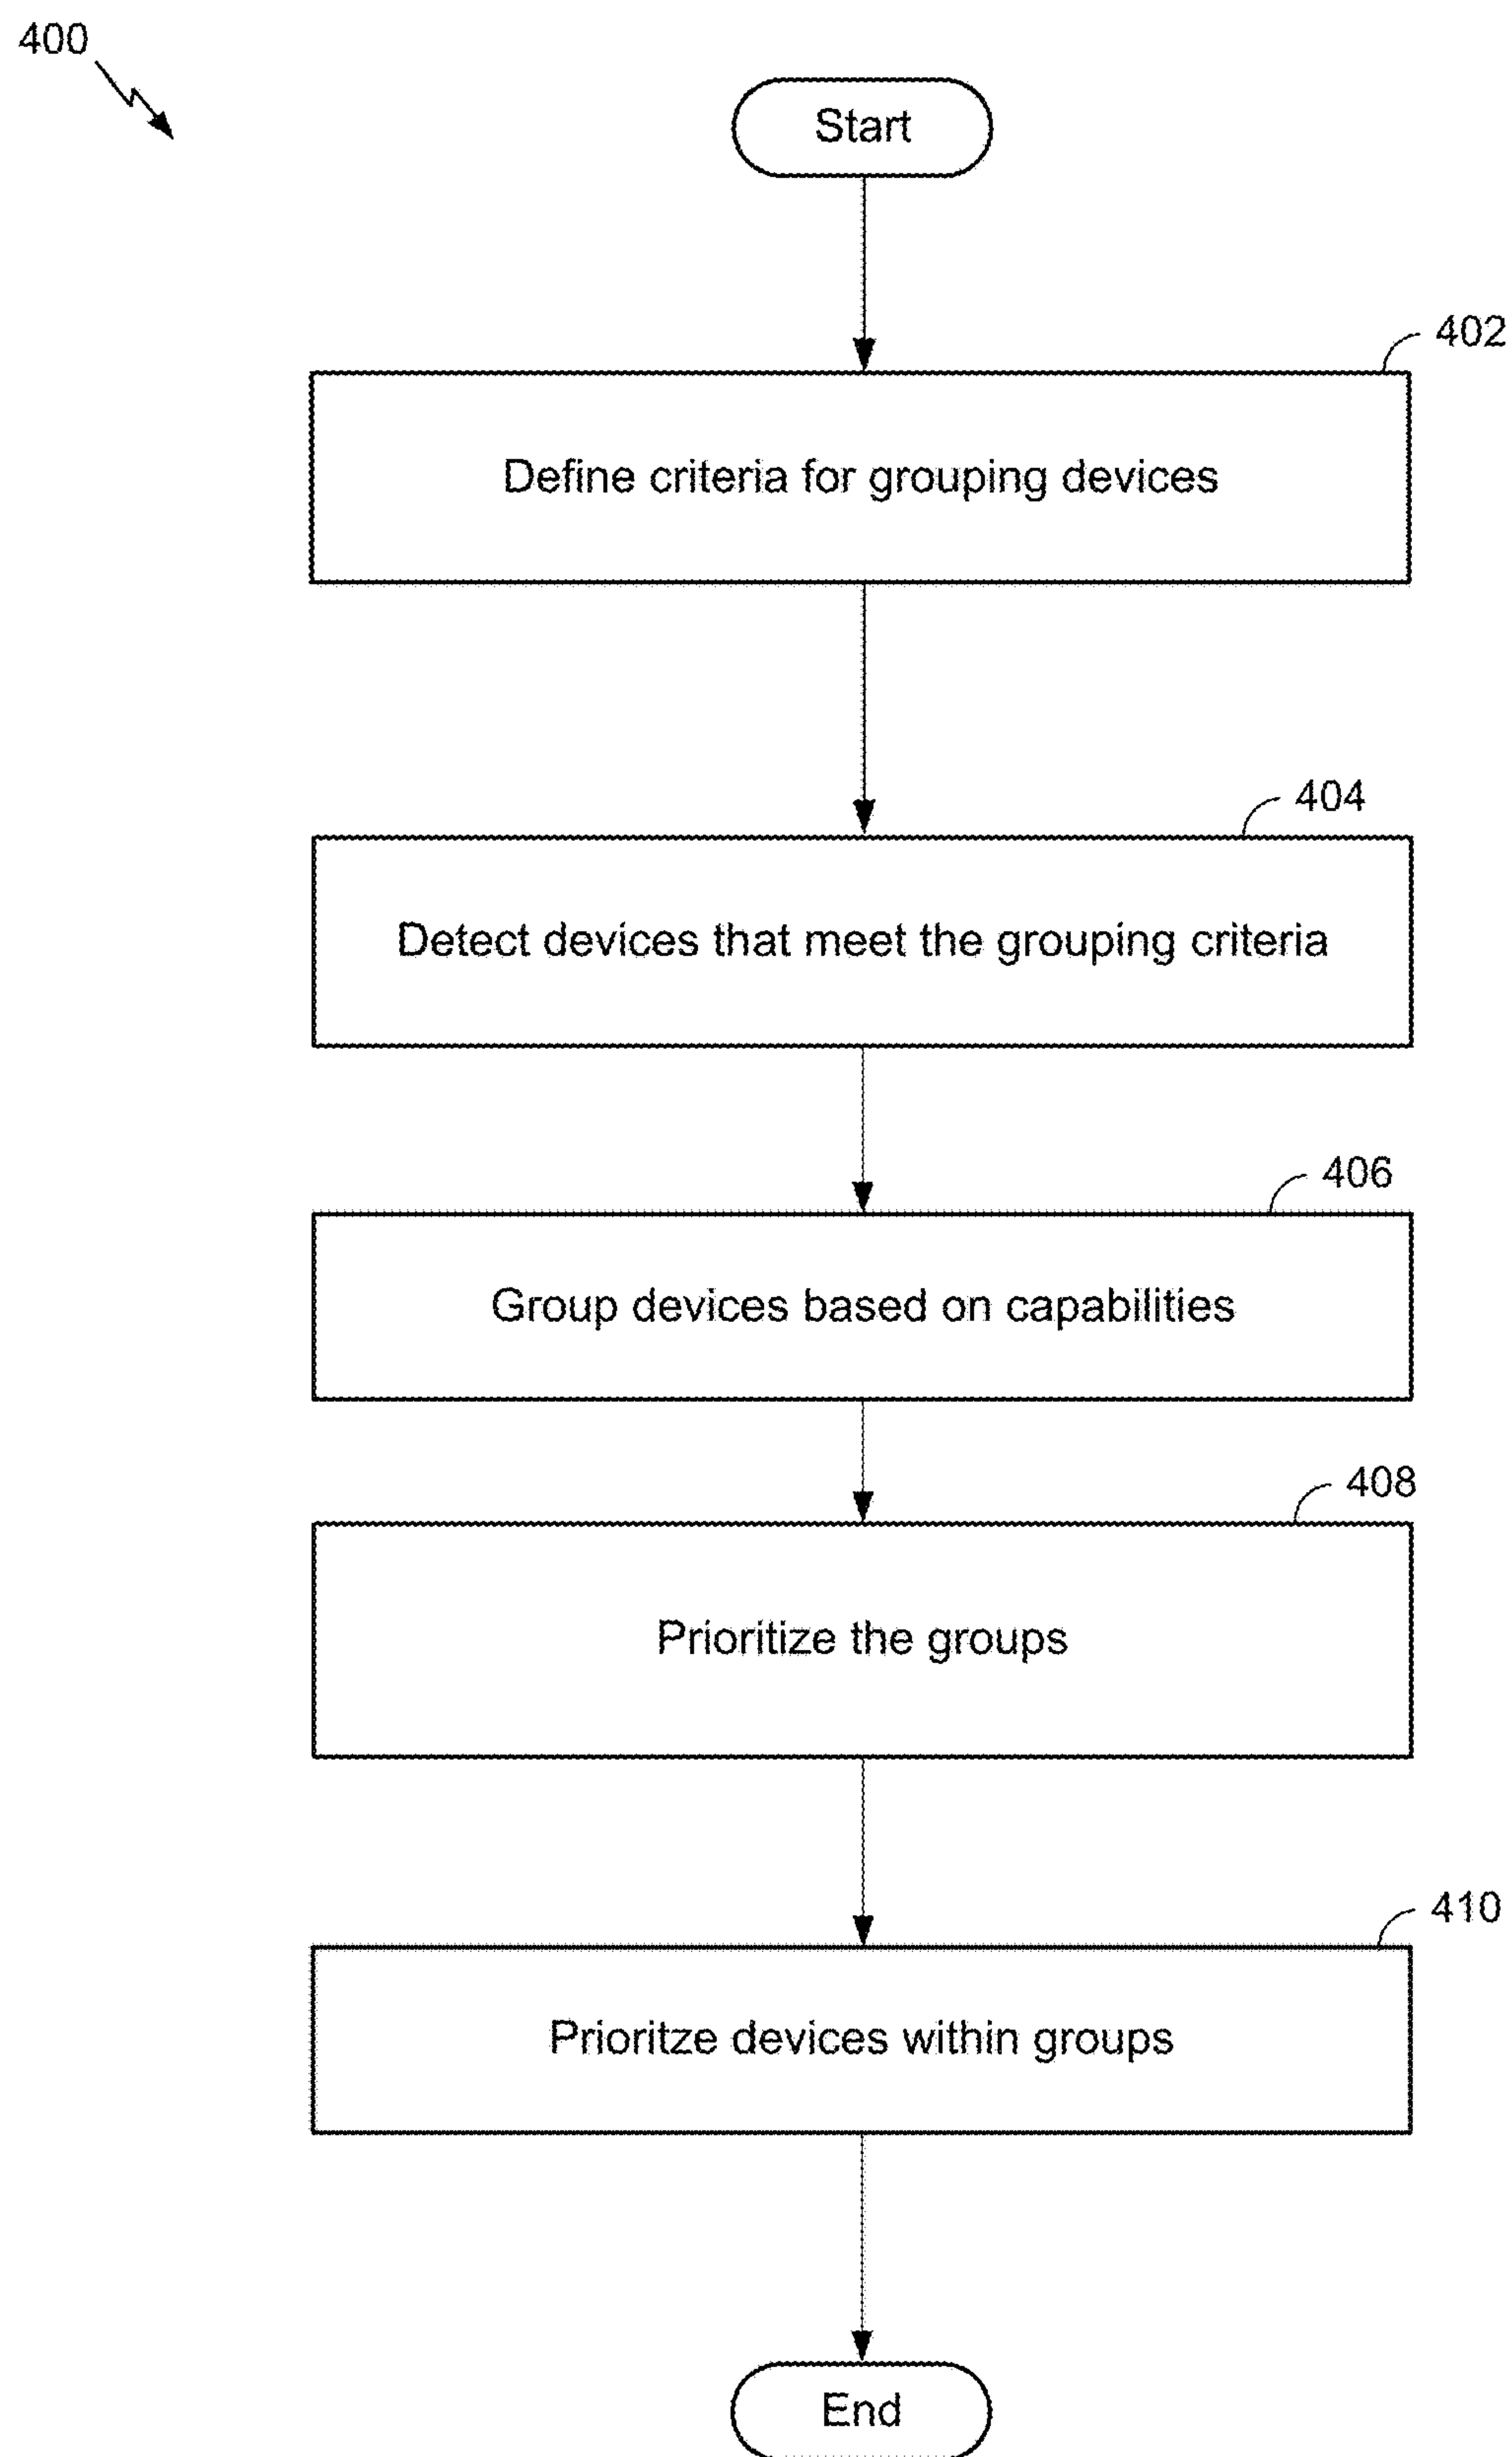 400
Start
402
Define criteria for grouping devices
404
Detect devices that meet the grouping criteria
406
Group devices based on capabilities
408
Prioritize the groups
410
Prioritze devices within groups
End